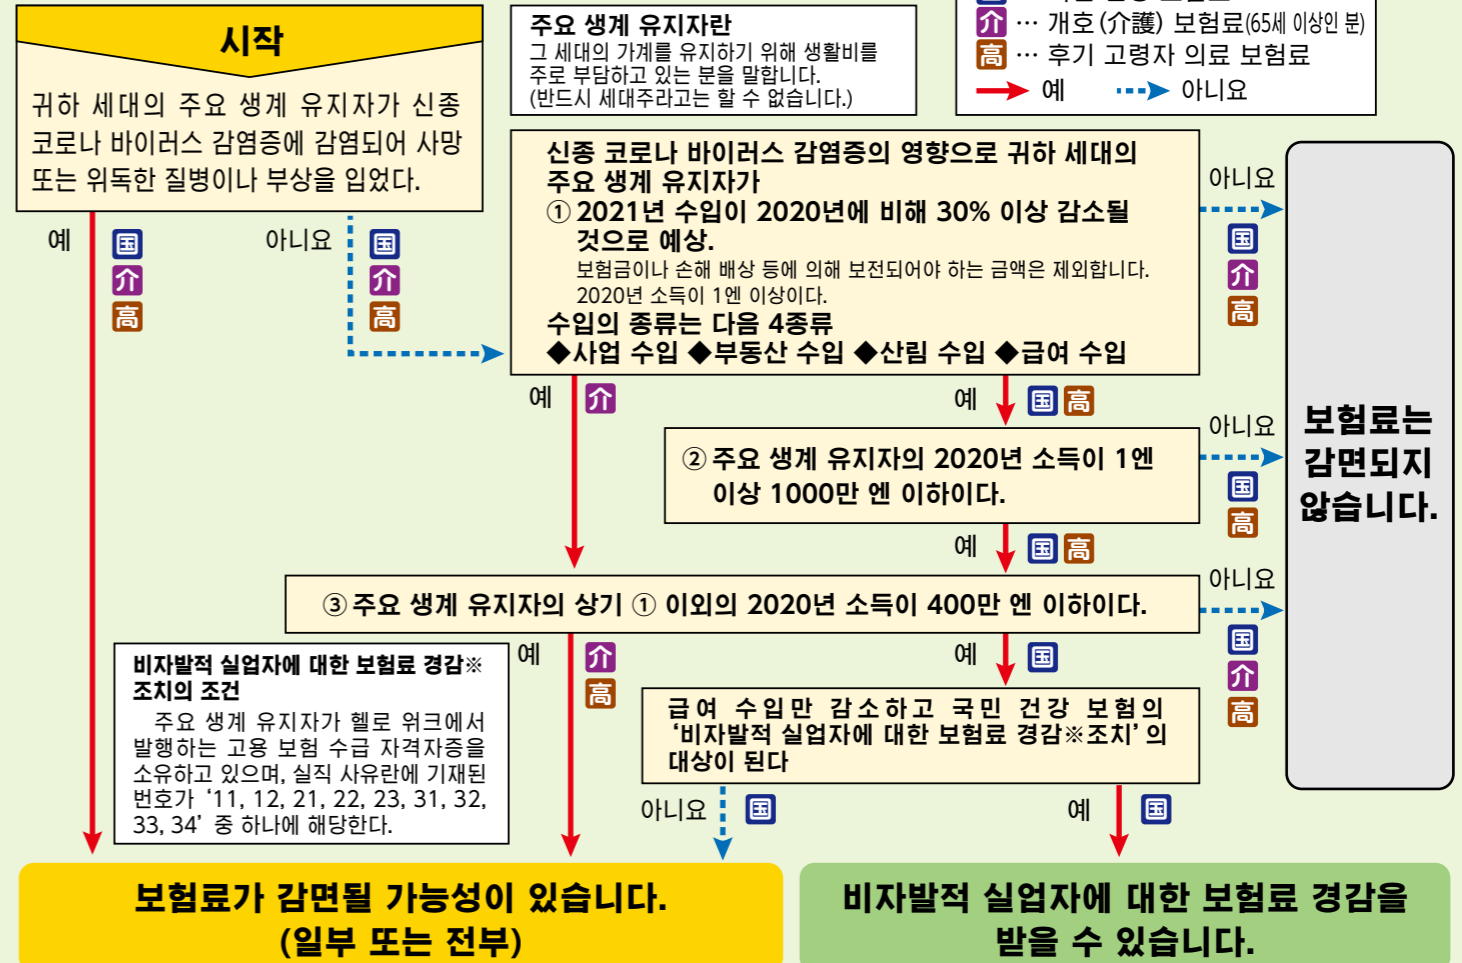 시작
귀하 세대의 주요 생계 유지자가 신종
코로나 바이러스 감염증에 감염되어 사망
또는 위독한 질병이나 부상을 입었다.
주요 생계 유지자란
그 세대의 가계를 유지하기 위해 생활비를
주로 부담하고 있는 분을 말합니다.
(반드시 세대주라고는 할 수 없습니다.)
介 … 개호(介護) 보험료(65세 이상인 분)
高 … 후기 고령자 의료 보험료
예 아니요
예 国 介 高
아니요 国 介 高
신종 코로나 바이러스 감염증의 영향으로 귀하 세대의
주요 생계 유지자가
① 2021년 수입이 2020년에 비해 30% 이상 감소될
것으로 예상.
보험금이나 손해 배상 등에 의해 보전되어야 하는 금액은 제외합니다.
2020년 소득이 1엔 이상이다.
수입의 종류는 다음 4종류
◆사업 수입 ◆부동산 수입 ◆산림 수입 ◆급여 수입
아니요
国
介
高
예 介
예 国 高
② 주요 생계 유지자의 2020년 소득이 1엔
이상 1000만 엔 이하이다.
아니요
国
高
예 国 高
③ 주요 생계 유지자의 상기 ① 이외의 2020년 소득이 400만 엔 이하이다.
아니요
国
介
高
보험료는
감면되지
않습니다.
예 介
高
예 国
비자발적 실업자에 대한 보험료 경감※
조치의 조건
주요 생계 유지자가 헬로 워크에서
발행하는 고용 보험 수급 자격자증을
소유하고 있으며, 실직 사유란에 기재된
번호가 ‘11, 12, 21, 22, 23, 31, 32,
33, 34’ 중 하나에 해당한다.
급여 수입만 감소하고 국민 건강 보험의
‘비자발적 실업자에 대한 보험료 경감※조치’의
대상이 된다
아니요 国
예 国
보험료가 감면될 가능성이 있습니다.
(일부 또는 전부)
비자발적 실업자에 대한 보험료 경감을
받을 수 있습니다.